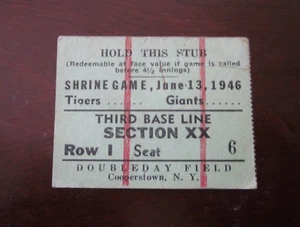 HOLD THIS STUB
(Redeemable at face value if game is called
before 4½ innings)
SHRINE GAME, June 13, 1946
Tigers...... Giants......
THIRD BASE LINE
SECTION XX
Row 1 Seat 6
DOUBLEDAY FIELD
Cooperstown, N. Y.